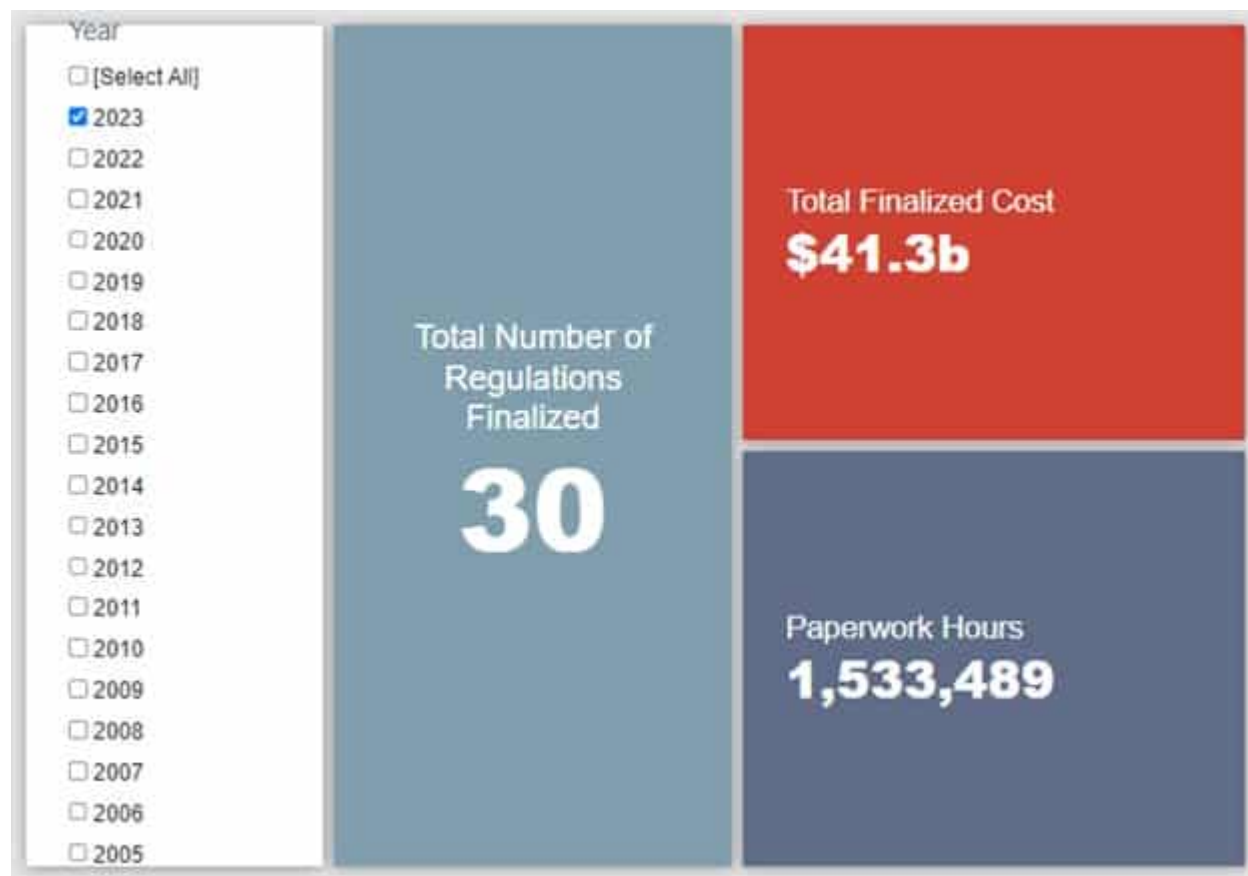 Year
[Select All]
2023
2022
2021
2020
2019
2018
2017
2016
2015
2014
2013
2012
2011
2010
2009
2008
2007
2006
2005
Total Number of
Regulations
Finalized
30
Total Finalized Cost
$41.3b
Paperwork Hours
1,533,489